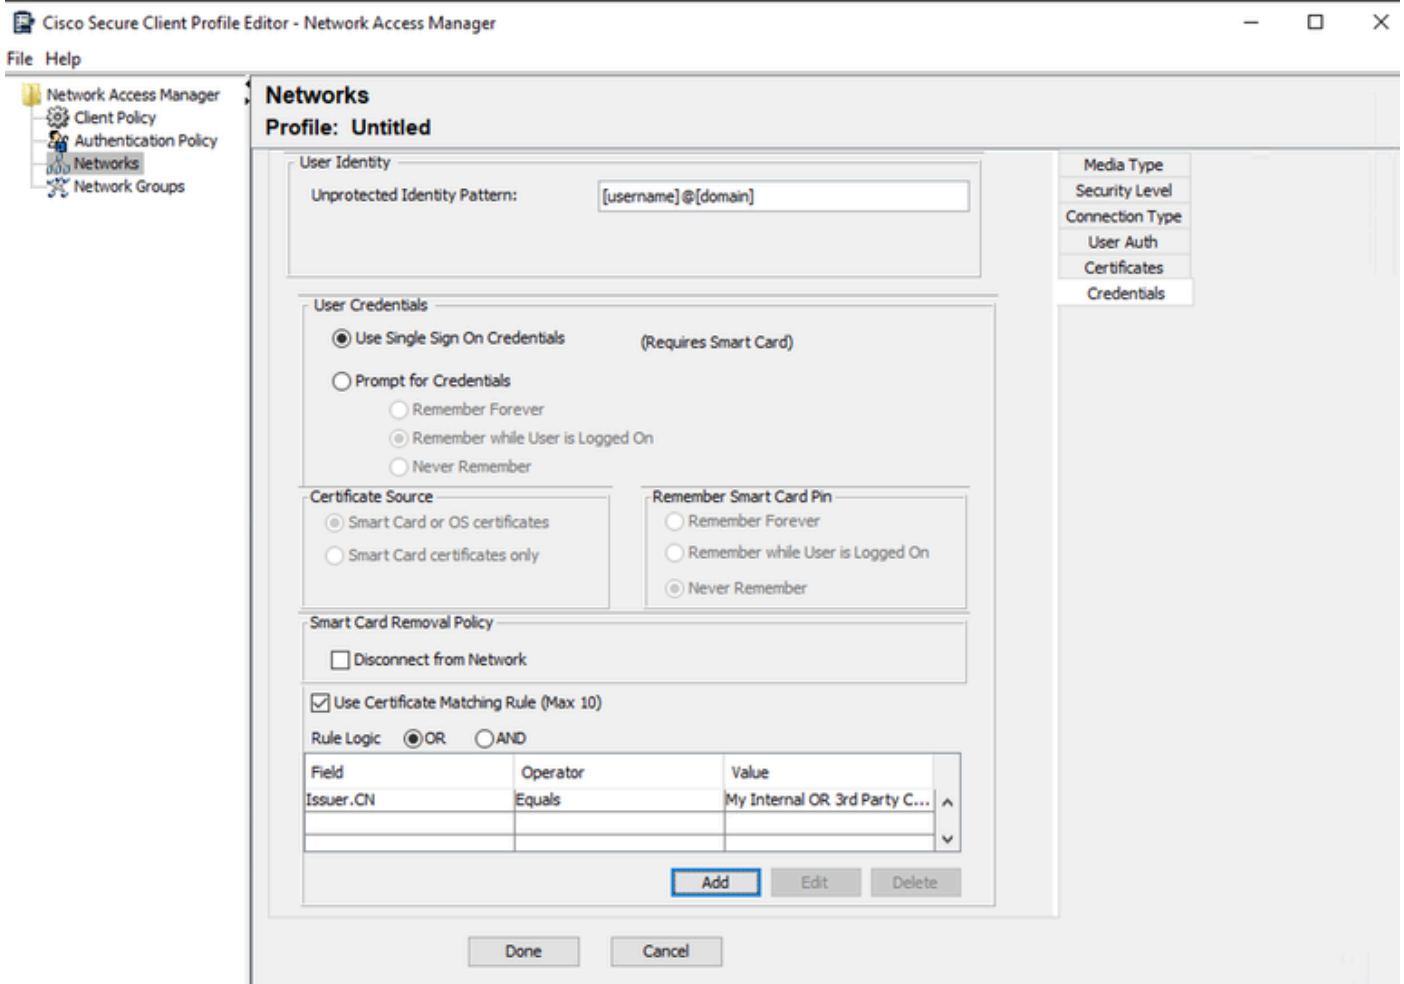 Cisco Secure Client Profile Editor - Network Access Manager
File Help
Network Access Manager
Client Policy
Authentication Policy
Networks
Network Groups
Networks
Profile: Untitled
User Identity
Unprotected Identity Pattern: [username]@[domain]
Media Type
Security Level
Connection Type
User Auth
Certificates
Credentials
User Credentials
Use Single Sign On Credentials (Requires Smart Card)
Prompt for Credentials
Remember Forever
Remember while User is Logged On
Never Remember
Certificate Source
Smart Card or OS certificates
Smart Card certificates only
Remember Smart Card Pin
Remember Forever
Remember while User is Logged On
Never Remember
Smart Card Removal Policy
Disconnect from Network
Use Certificate Matching Rule (Max 10)
Rule Logic OR AND
Field Operator Value
Issuer.CN Equals My Internal OR 3rd Party C...
Add Edit Delete
Done Cancel